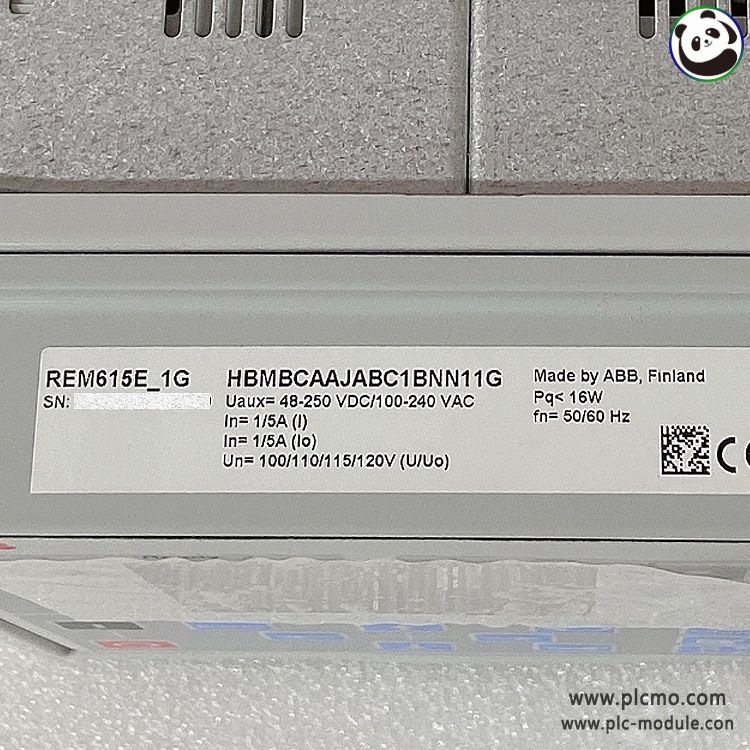 REM615E_1G
SN:
HBMBCAAJABC1BNN11G
Uaux= 48-250 VDC/100-240 VAC
In= 1/5A (I)
In= 1/5A (Io)
Un= 100/110/115/120V (U/Uo)
Made by ABB, Finland
Pq< 16W
fn= 50/60 Hz
CE
www.plcmo.com
www.plc-module.com